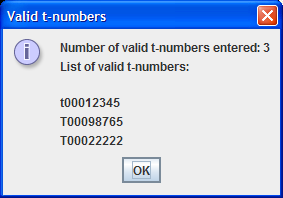 Valid t-numbers
Number of valid t-numbers entered: 3
List of valid t-numbers:
t00012345
T00098765
T00022222
OK